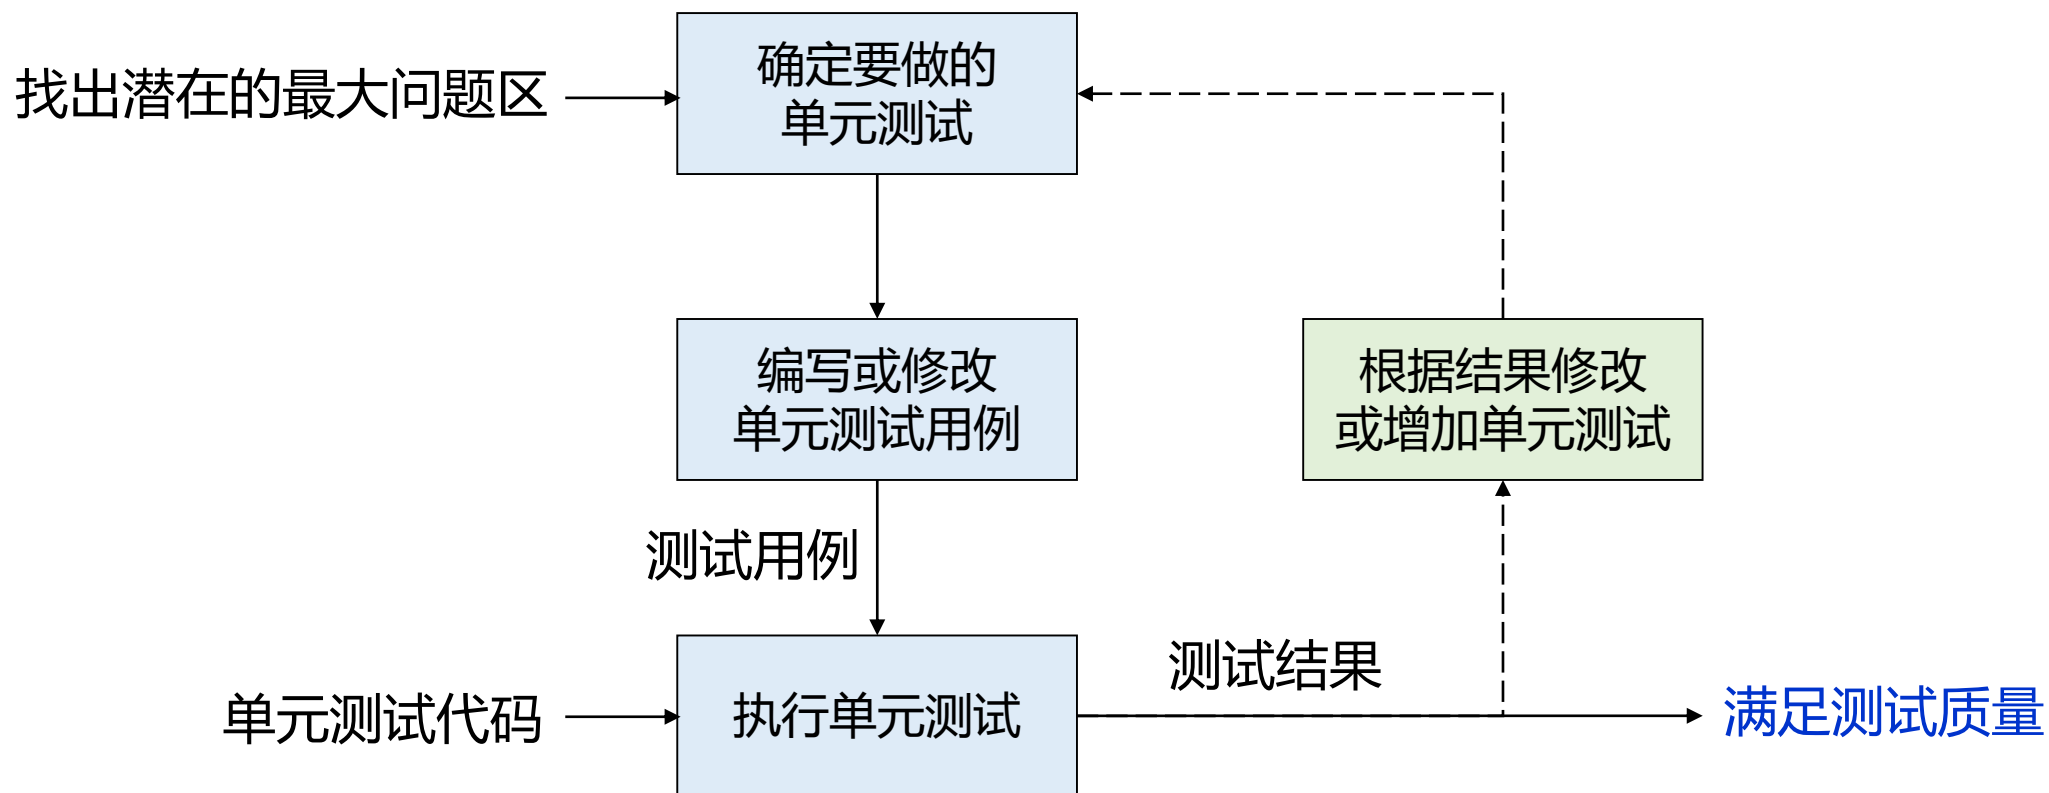 确定要做的
单元测试
找出潜在的最大问题区
编写或修改
单元测试用例
根据结果修改
或增加单元测试
测试用例
测试结果
单元测试代码
执行单元测试
满足测试质量